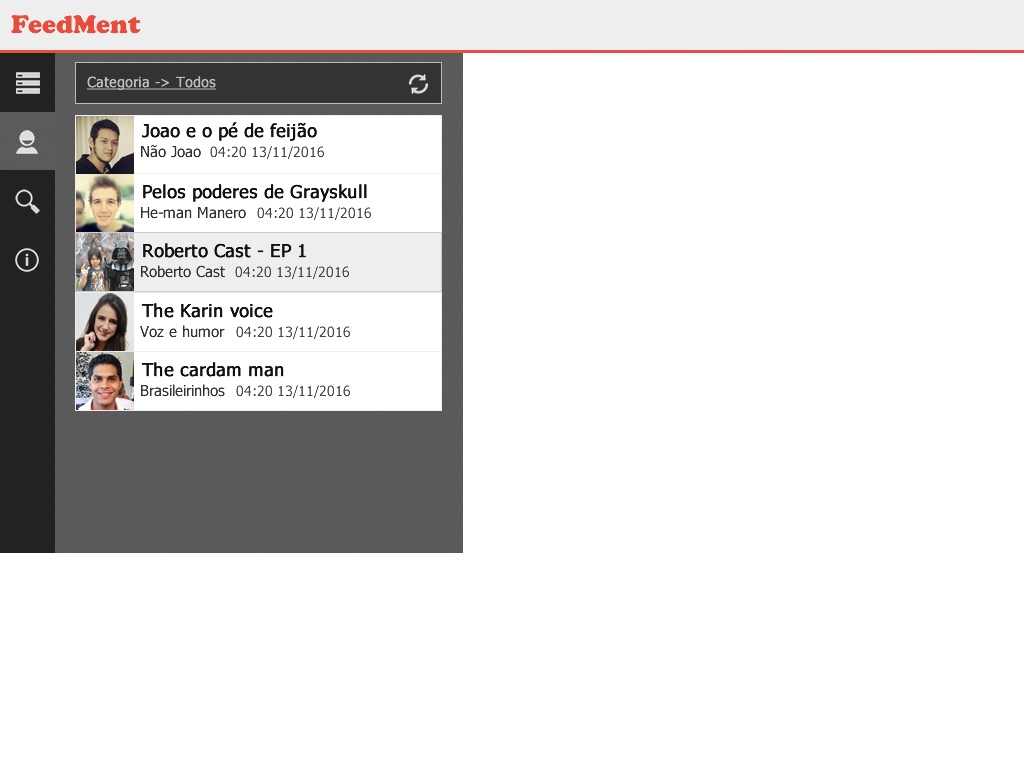 FeedMent
Categoria -> Todos
Joao e o pé de feijão
Não Joao 04:20 13/11/2016
Pelos poderes de Grayskull
He-man Manero 04:20 13/11/2016
Roberto Cast - EP 1
Roberto Cast 04:20 13/11/2016
The Karin voice
Voz e humor 04:20 13/11/2016
The cardam man
Brasileirinhos 04:20 13/11/2016